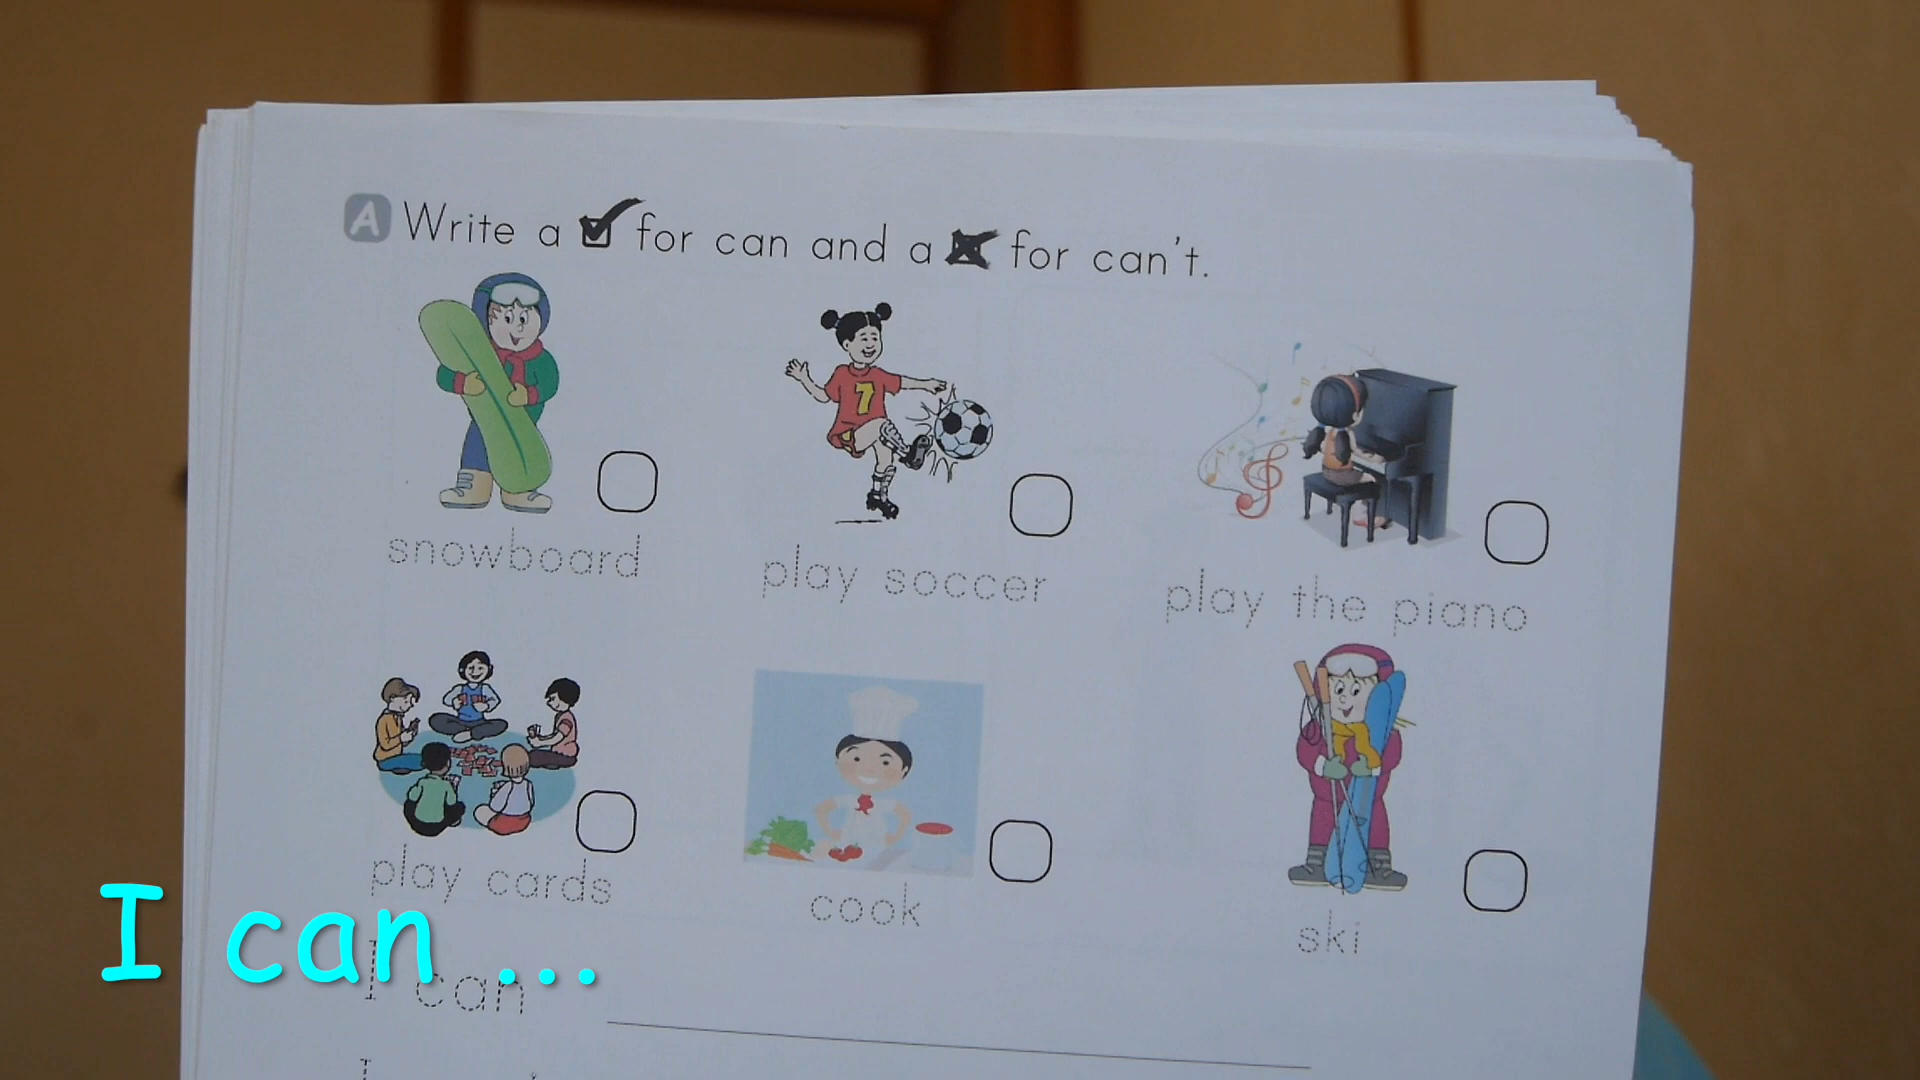 A Write a for can and a for can't.
7
snowboard
play soccer
play the piano
play cards
cook
ski
I can ...
I can